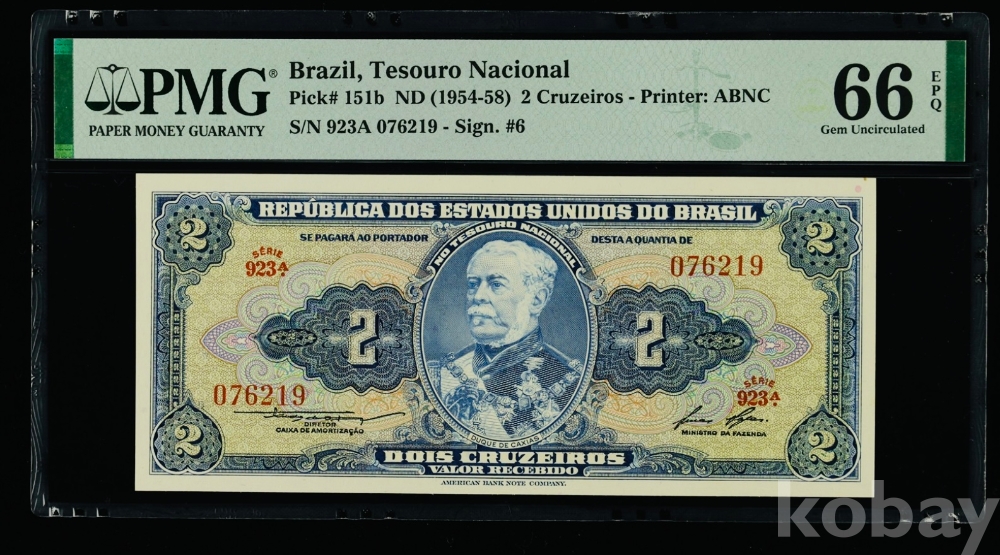 PMG®
PAPER MONEY GUARANTY
Brazil, Tesouro Nacional
Pick# 151b ND (1954-58) 2 Cruzeiros - Printer: ABNC
S/N 923A 076219 - Sign. #6
66 EPQ
Gem Uncirculated
REPÚBLICA DOS ESTADOS UNIDOS DO BRASIL
SE PAGARÁ AO PORTADOR
DESTA A QUANTIA DE
NO TESOURO NACIONAL
2
2
SÉRIE
923A
076219
2
2
076219
SÉRIE
923A
DIRETOR
CAIXA DE AMORTIZAÇÃO
MINISTRO DA FAZENDA
DUQUE DE CAXIAS
2
2
DOIS CRUZEIROS
VALOR RECEBIDO
AMERICAN BANK NOTE COMPANY.
kobay